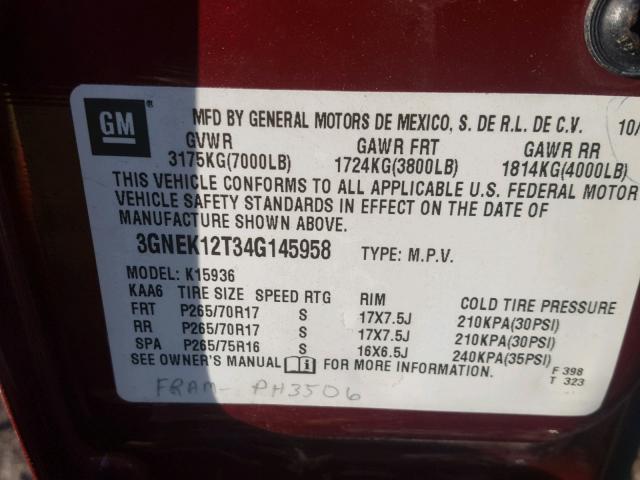 GM ®
MFD BY GENERAL MOTORS DE MEXICO, S. DE R.L. DE C.V. 10/
GVWR GAWR FRT GAWR RR
3175KG(7000LB) 1724KG(3800LB) 1814KG(4000LB)
THIS VEHICLE CONFORMS TO ALL APPLICABLE U.S. FEDERAL MOTOR
VEHICLE SAFETY STANDARDS IN EFFECT ON THE DATE OF
MANUFACTURE SHOWN ABOVE.
3GNEK12T34G145958 TYPE: M.P.V.
MODEL: K15936
KAA6 TIRE SIZE SPEED RTG RIM COLD TIRE PRESSURE
FRT P265/70R17 S 17X7.5J 210KPA(30PSI)
RR P265/70R17 S 17X7.5J 210KPA(30PSI)
SPA P265/75R16 S 16X6.5J 240KPA(35PSI)
SEE OWNER'S MANUAL i FOR MORE INFORMATION. F 398
T 323
FRAM- PH3506